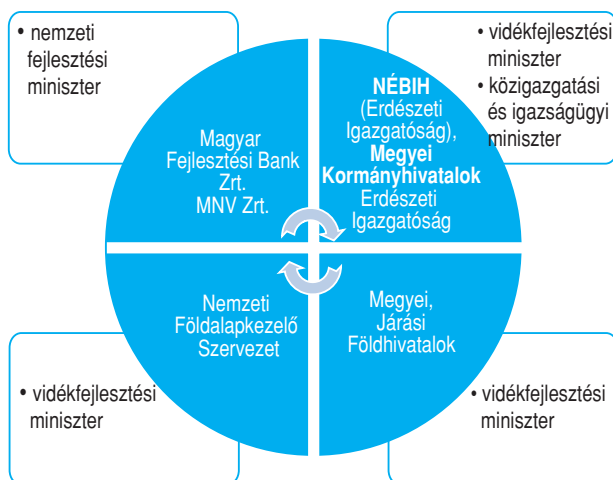 • nemzeti
fejlesztési
miniszter
Magyar
Fejlesztési Bank
Zrt.
MNV Zrt.
NÉBIH
(Erdészeti
Igazgatóság),
Megyei
Kormányhivatalok
Erdészeti
Igazgatóság
• vidékfejlesztési
miniszter
• közigazgatási
és igazságügyi
miniszter
• vidékfejlesztési
miniszter
Nemzeti
Földalapkezelő
Szervezet
Megyei,
Járási
Földhivatalok
• vidékfejlesztési
miniszter